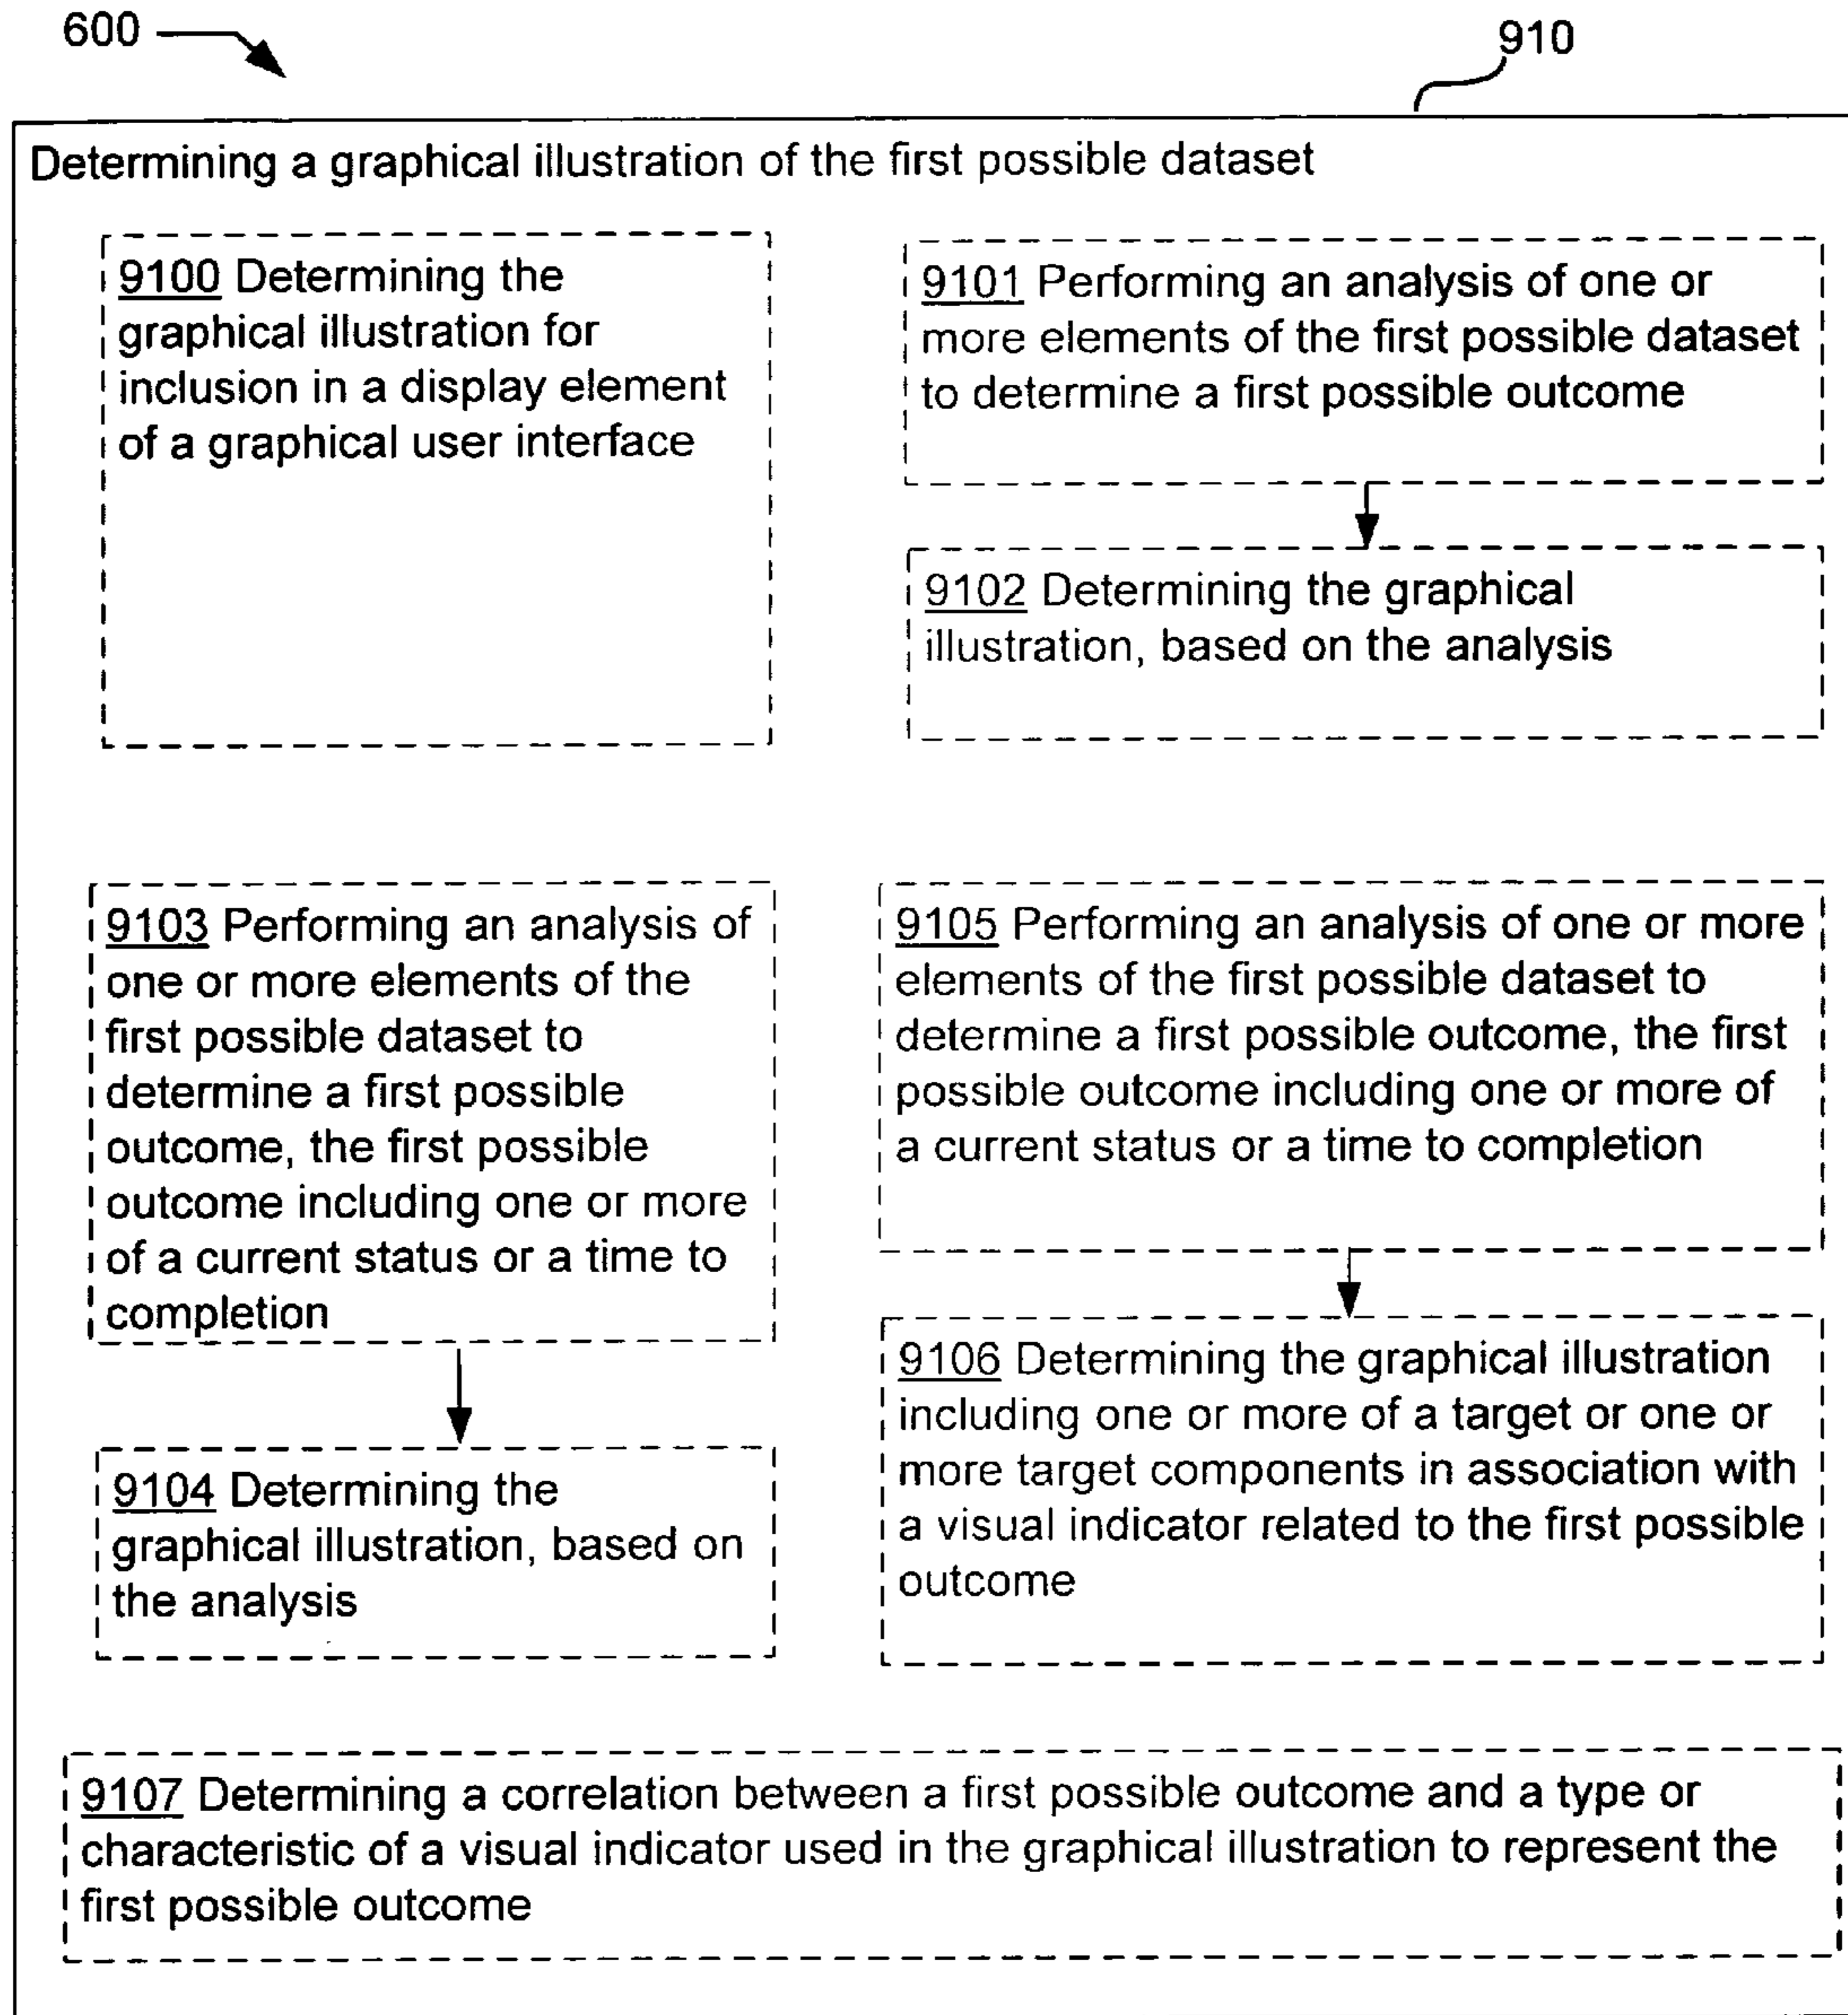 600
910
Determining a graphical illustration of the first possible dataset
9100 Determining the
graphical illustration for
inclusion in a display element
of a graphical user interface
9101 Performing an analysis of one or
more elements of the first possible dataset
to determine a first possible outcome
9102 Determining the graphical
illustration, based on the analysis
9103 Performing an analysis of
one or more elements of the
first possible dataset to
determine a first possible
outcome, the first possible
outcome including one or more
of a current status or a time to
completion
9104 Determining the
graphical illustration, based on
the analysis
9105 Performing an analysis of one or more
elements of the first possible dataset to
determine a first possible outcome, the first
possible outcome including one or more of
a current status or a time to completion
9106 Determining the graphical illustration
including one or more of a target or one or
more target components in association with
a visual indicator related to the first possible
outcome
9107 Determining a correlation between a first possible outcome and a type or
characteristic of a visual indicator used in the graphical illustration to represent the
first possible outcome